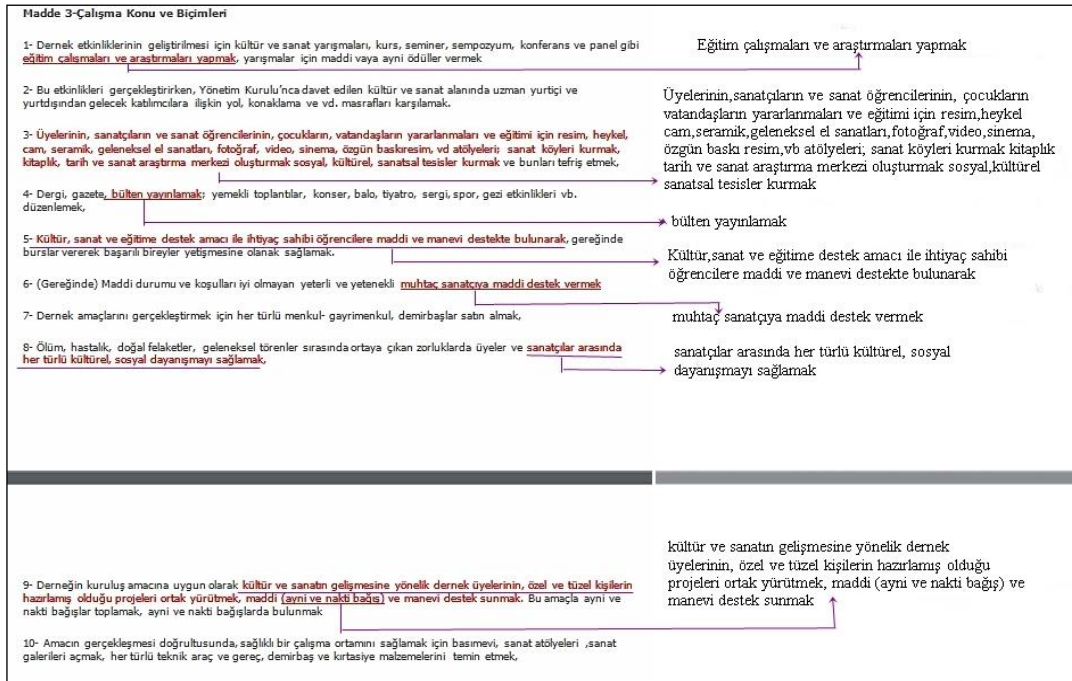 Madde 3-Çalışma Konu ve Biçimleri
1- Dernek etkinliklerinin geliştirilmesi için kültür ve sanat yarışmaları, kurs, seminer, sempozyum, konferans ve panel gibi
eğitim çalışmaları ve araştırmaları yapmak, yarışmalar için maddi vaya ayni ödüller vermek
Eğitim çalışmaları ve araştırmaları yapmak
2- Bu etkinlikleri gerçekleştirirken, Yönetim Kurulu'nca davet edilen kültür ve sanat alanında uzman yurtiçi ve
yurtdışından gelecek katılımcılara ilişkin yol, konaklama ve vd. masrafları karşılamak.
3- Üyelerinin, sanatçıların ve sanat öğrencilerinin, çocukların, vatandaşların yararlanmaları ve eğitimi için resim, heykel,
cam, seramik, geleneksel el sanatları, fotoğraf, video, sinema, özgün baskıresim, vd atölyeleri; sanat köyleri kurmak,
kitaplık, tarih ve sanat araştırma merkezi oluşturmak sosyal, kültürel, sanatsal tesisler kurmak ve bunları tefriş etmek,
Üyelerinin,sanatçıların ve sanat öğrencilerinin, çocukların
vatandaşların yararlanmaları ve eğitimi için resim,heykel
cam,seramik,geleneksel el sanatları,fotoğraf,video,sinema,
özgün baskı resim,vb atölyeleri; sanat köyleri kurmak kitaplık
tarih ve sanat araştırma merkezi oluşturmak sosyal,kültürel
sanatsal tesisler kurmak
4- Dergi, gazete, bülten yayınlamak; yemekli toplantılar, konser, balo, tiyatro, sergi, spor, gezi etkinlikleri vb.
düzenlemek,
bülten yayınlamak
5- Kültür, sanat ve eğitime destek amacı ile ihtiyaç sahibi öğrencilere maddi ve manevi destekte bulunarak, gereğinde
burslar vererek başarılı bireyler yetişmesine olanak sağlamak.
Kültür,sanat ve eğitime destek amacı ile ihtiyaç sahibi
öğrencilere maddi ve manevi destekte bulunarak
6- (Gereğinde) Maddi durumu ve koşulları iyi olmayan yeterli ve yetenekli muhtaç sanatçıya maddi destek vermek
muhtaç sanatçıya maddi destek vermek
7- Dernek amaçlarını gerçekleştirmek için her türlü menkul- gayrimenkul, demirbaşlar satın almak,
8- Ölüm, hastalık, doğal felaketler, geleneksel törenler sırasında ortaya çıkan zorluklarda üyeler ve sanatçılar arasında
her türlü kültürel, sosyal dayanışmayı sağlamak,
sanatçılar arasında her türlü kültürel, sosyal
dayanışmayı sağlamak
9- Derneğin kuruluş amacına uygun olarak kültür ve sanatın gelişmesine yönelik dernek üyelerinin, özel ve tüzel kişilerin
hazırlamış olduğu projeleri ortak yürütmek, maddi (ayni ve nakti bağış) ve manevi destek sunmak. Bu amaçla ayni ve
nakti bağışlar toplamak, ayni ve nakti bağışlarda bulunmak
kültür ve sanatın gelişmesine yönelik dernek
üyelerinin, özel ve tüzel kişilerin hazırlamış olduğu
projeleri ortak yürütmek, maddi (ayni ve nakti bağış) ve
manevi destek sunmak
10- Amacın gerçekleşmesi doğrultusunda, sağlıklı bir çalışma ortamını sağlamak için basımevi, sanat atölyeleri ,sanat
galerileri açmak, her türlü teknik araç ve gereç, demirbaş ve kırtasiye malzemelerini temin etmek,